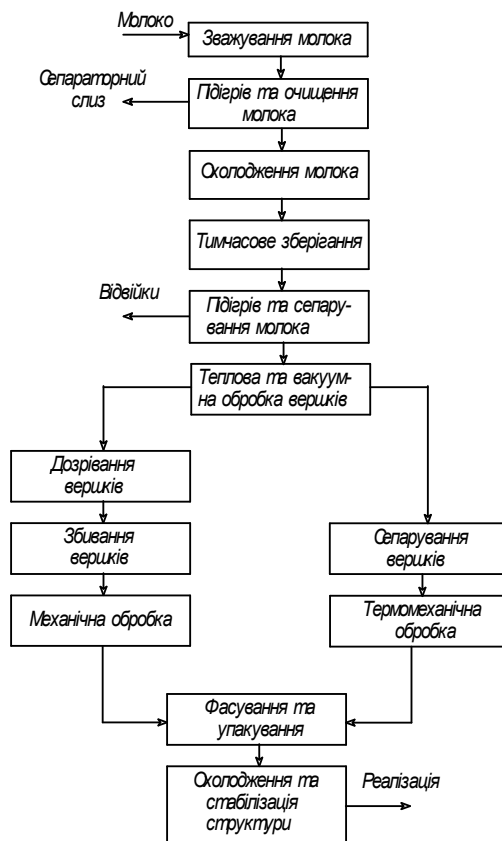 Молоко
Зважування молока
Сепараторний
слиз
Підігрів та очищення
молока
Охолодження молока
Тимчасове зберігання
Відвійки
Підігрів та сепару-
вання молока
Теплова та вакуум-
на обробка вершків
Дозрівання
вершків
Збивання
вершків
Сепарування
вершків
Механічна обробка
Термомеханічна
обробка
Фасування та
упакування
Охолодження та
стабілізація
структури
Реалізація